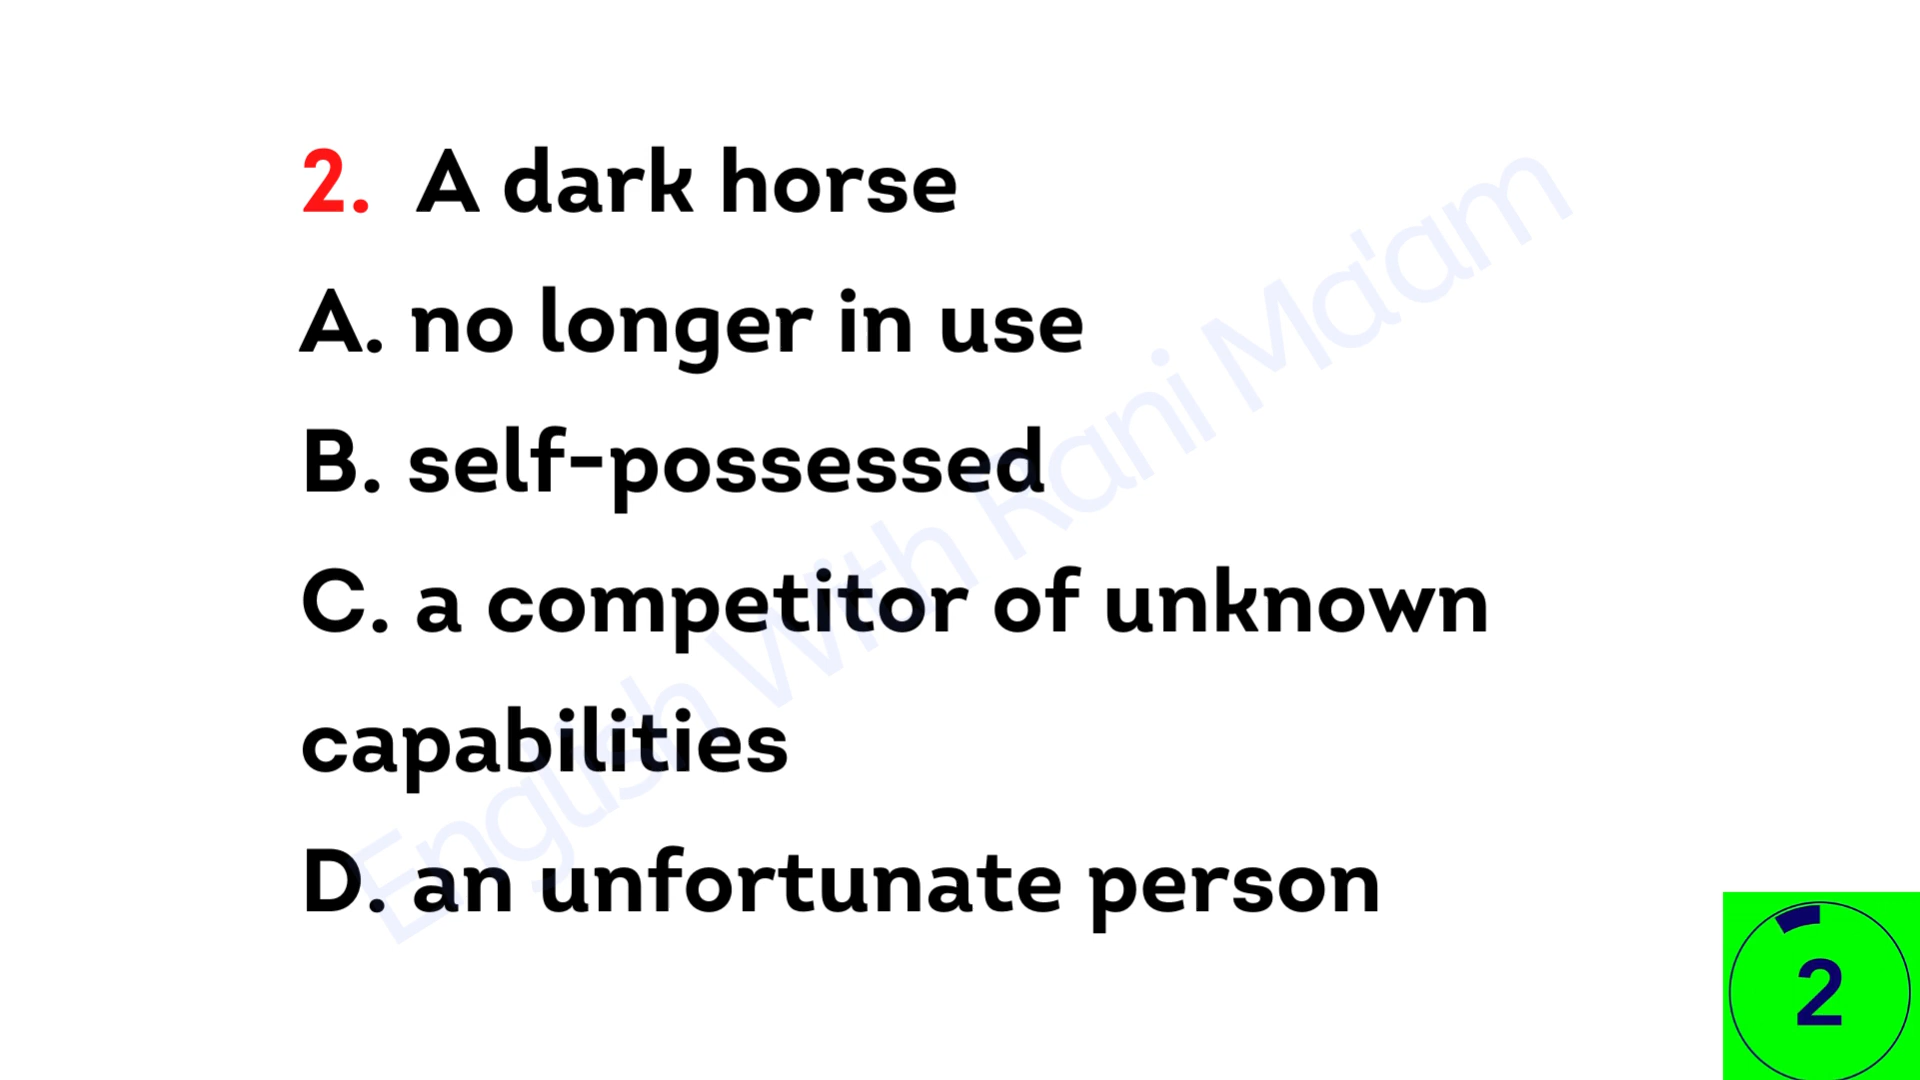 2. A dark horse
A. no longer in use
B. self-possessed
C. a competitor of unknown
capabilities
D. an unfortunate person
English With Rani Ma'am
2